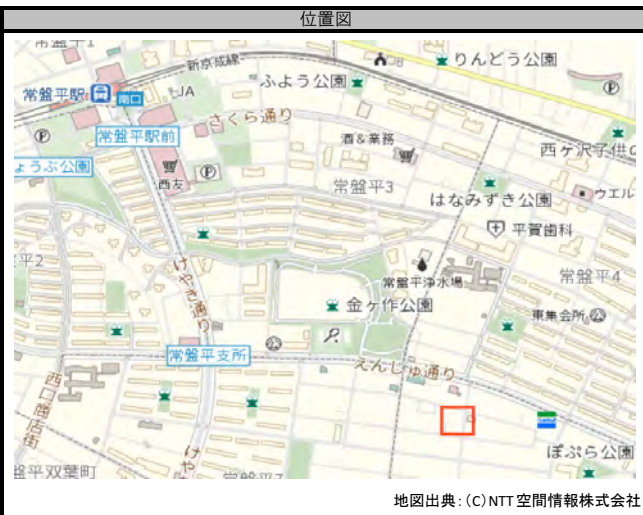 位置図
新京成線
JB
りんどう公園
常盤平駅
南口
JA
ふよう公園
P
さくら通り
P
常盤平駅前
酒&業務
西ケ沢子供
ょうぶ公園
西友
P
常盤平3
はなみずき公園
ウエル
平賀歯科
平2
けやき通り
常盤平浄水場
常盤平4
金ヶ作公園
東集会所
常盤平支所
えんじゅ通り
西口商店街
ぽぷら公園
盤平双葉町
けや
地図出典:(C)NTT空間情報株式会社